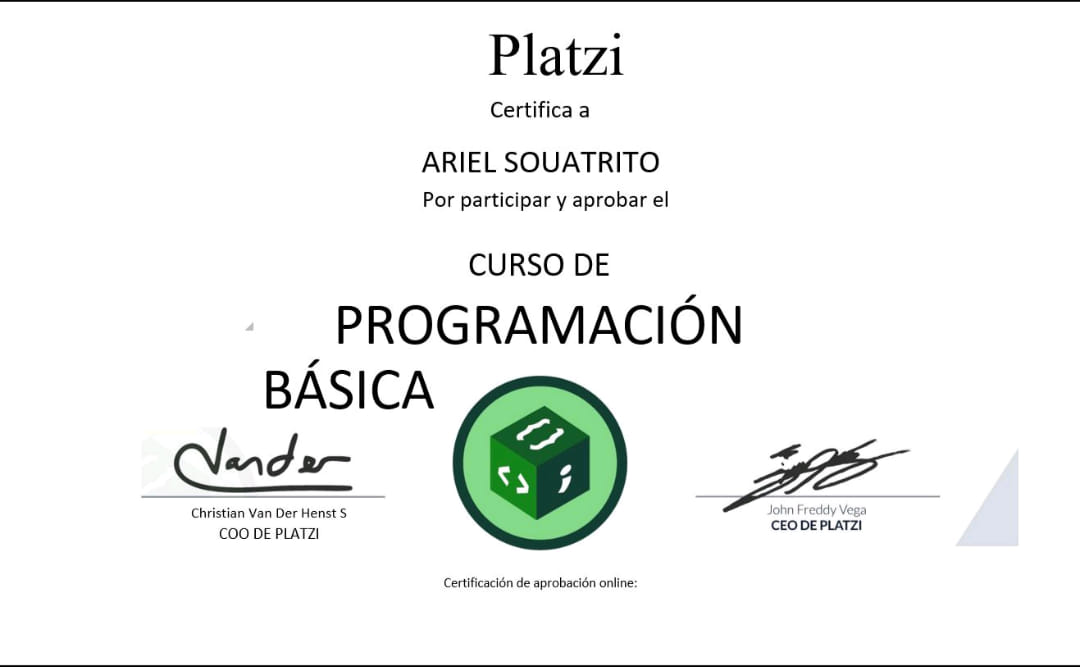 Platzi
Certifica a
ARIEL SOUATRITO
Por participar y aprobar el
CURSO DE
PROGRAMACIÓN
BÁSICA
Vander
Christian Van Der Henst S
COO DE PLATZI
John Freddy Vega
CEO DE PLATZI
Certificación de aprobación online: